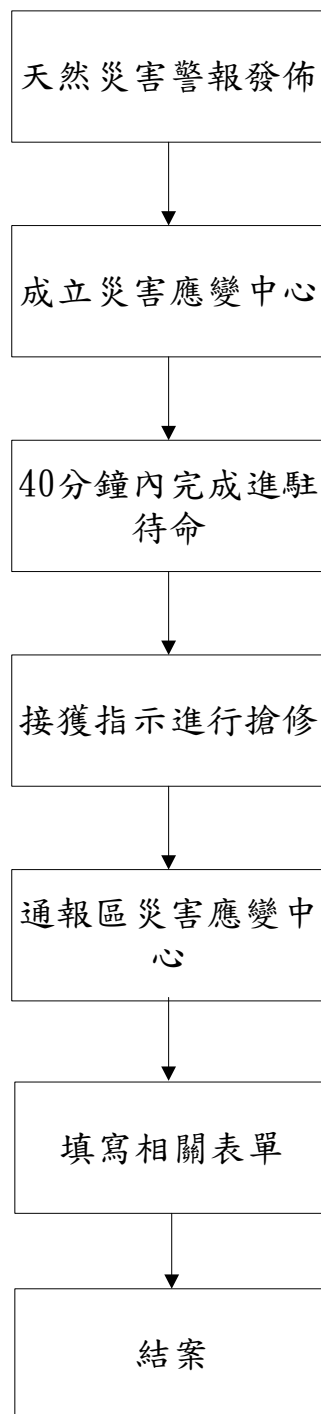 天然災害警報發佈
成立災害應變中心
40分鐘內完成進駐
待命
接獲指示進行搶修
通報區災害應變中
心
填寫相關表單
結案